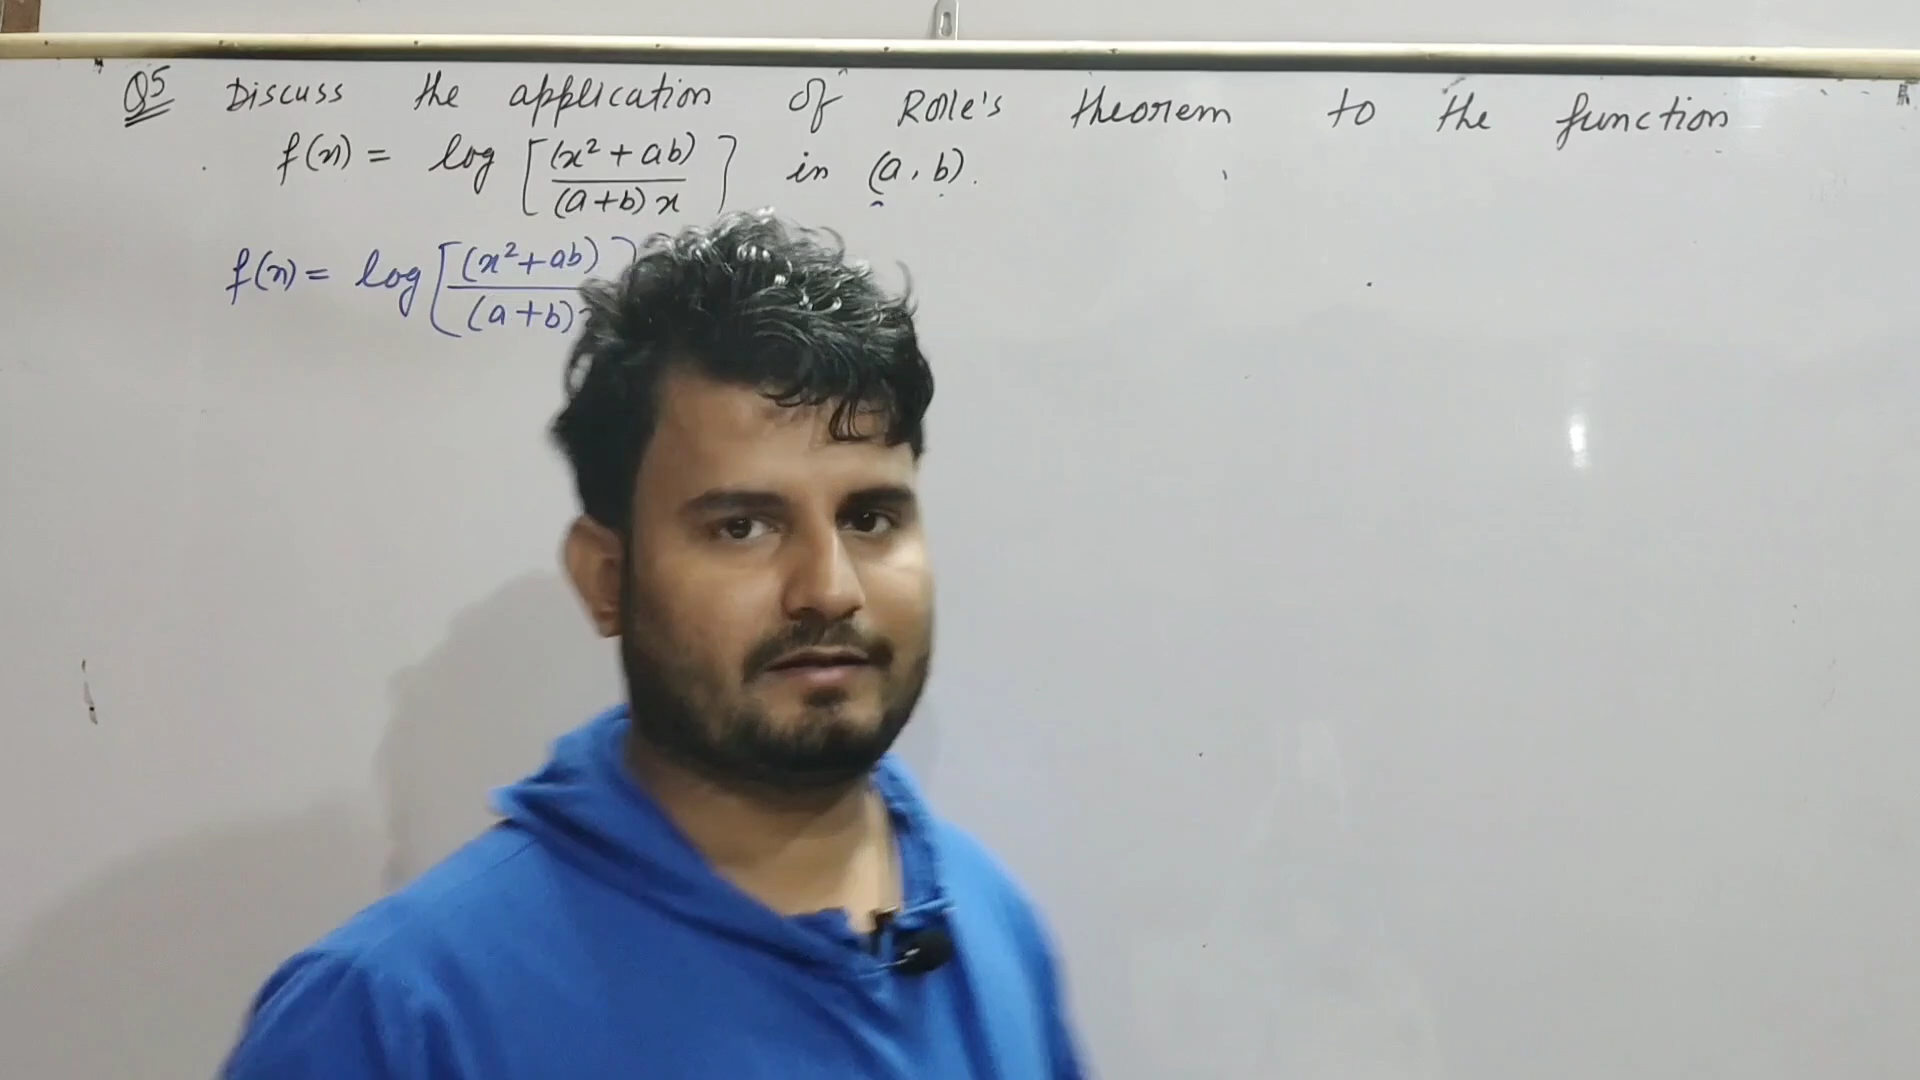 Q5 Discuss the application of Rolle's theorem to the function
f(x) = log [(x² + ab) / (a+b)x] in (a, b).
f(x) = log [(x²+ab) / (a+b)